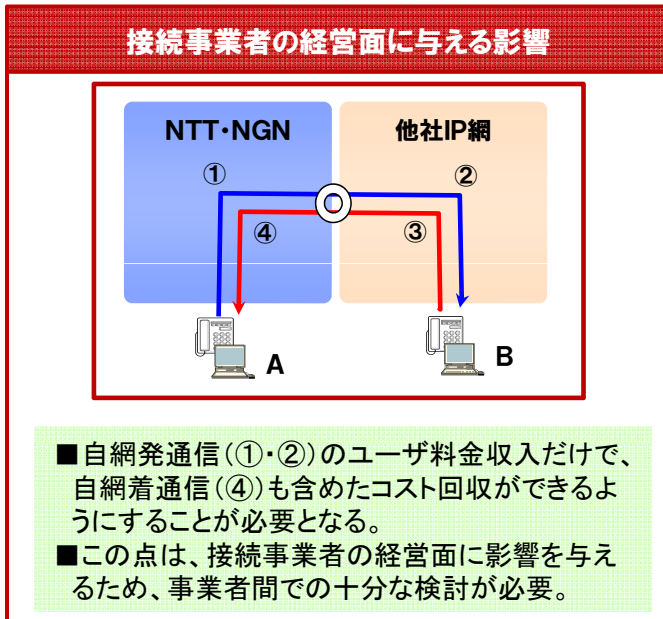 接続事業者の経営面に与える影響
NTT・NGN 他社IP網
① ②
④ ③
A B
■自網発通信(①・②)のユーザ料金収入だけで、
自網着通信(④)も含めたコスト回収ができるよ
うにすることが必要となる。
■この点は、接続事業者の経営面に影響を与え
るため、事業者間での十分な検討が必要。